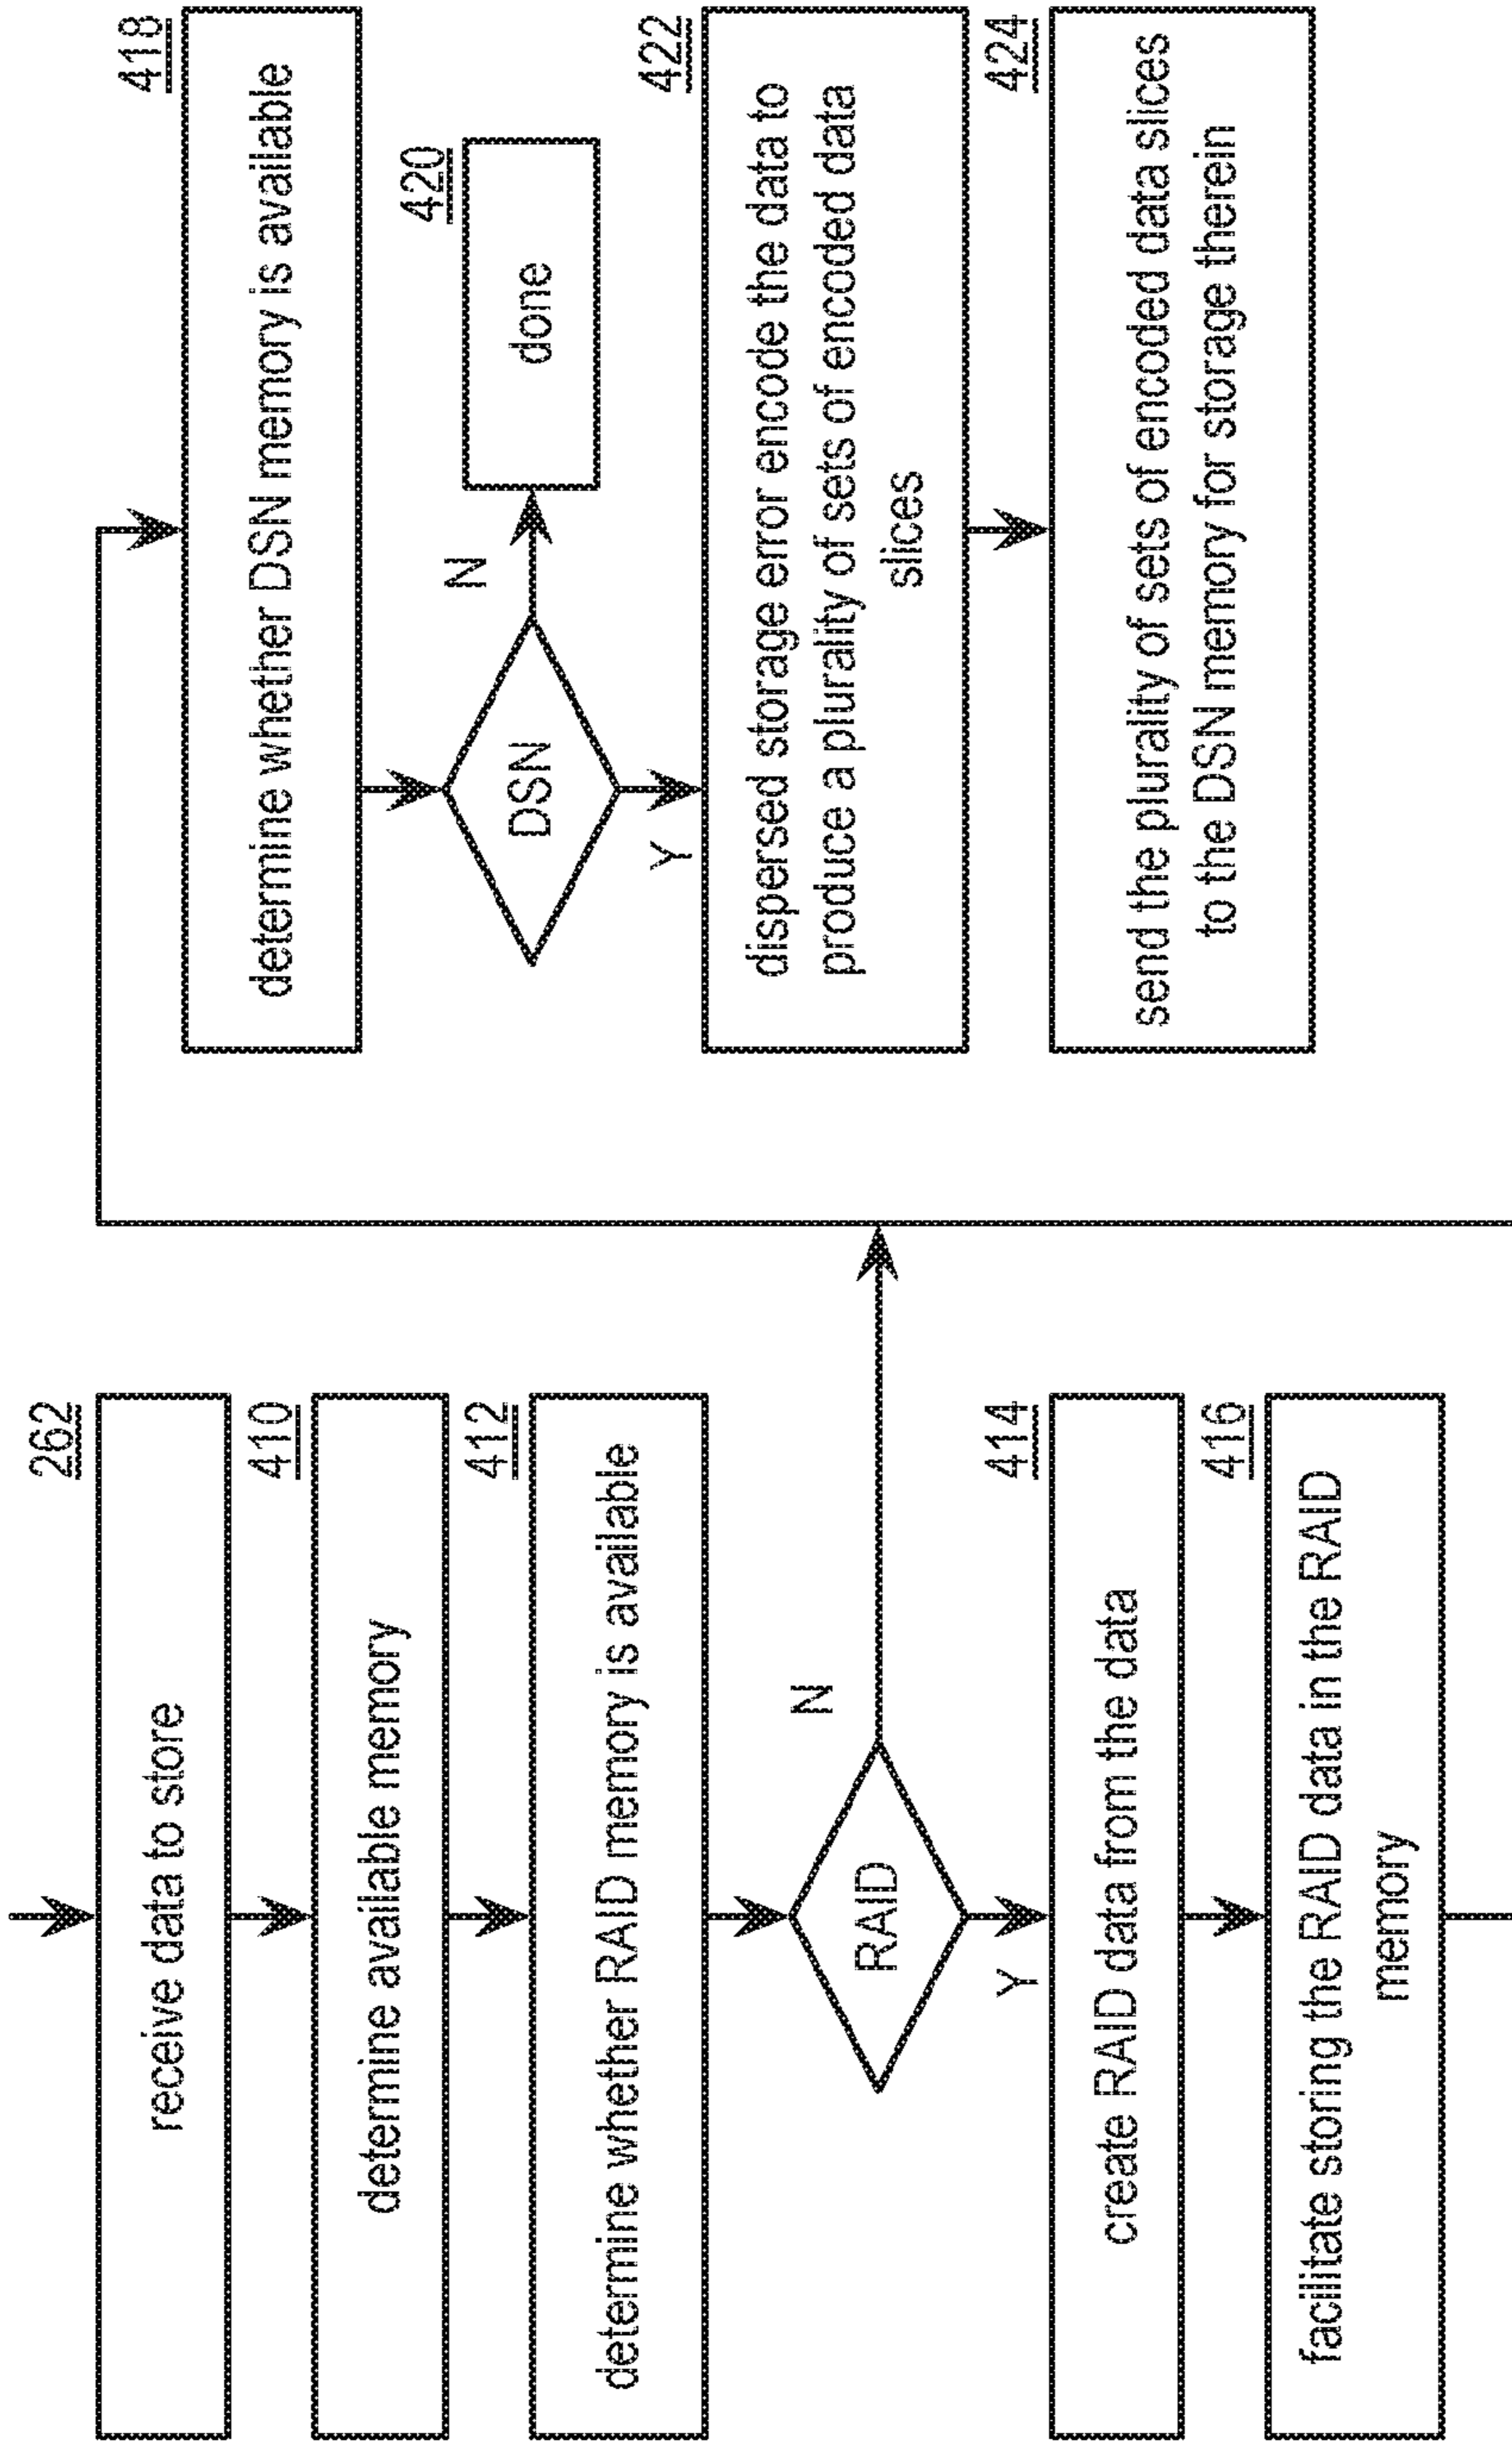 262
receive data to store
410
determine available memory
412
determine whether RAID memory is available
RAID
N
Y
414
create RAID data from the data
416
facilitate storing the RAID data in the RAID
memory
418
determine whether DSN memory is available
420
done
DSN
N
Y
422
dispersed storage error encode the data to
produce a plurality of sets of encoded data
slices
424
send the plurality of sets of encoded data slices
to the DSN memory for storage therein